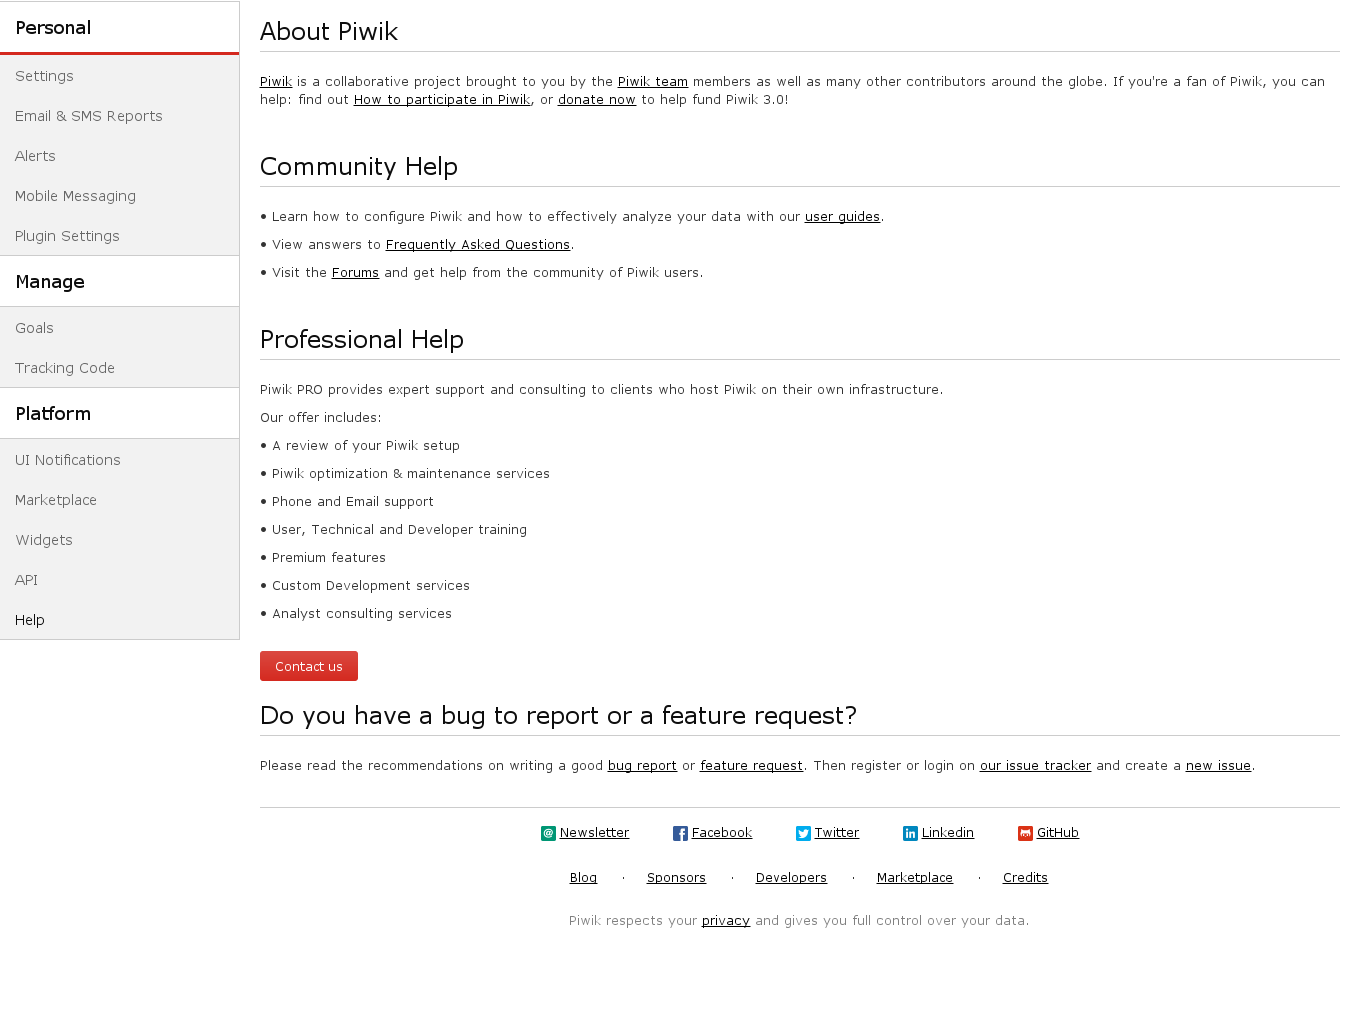 Personal
Settings
Email & SMS Reports
Alerts
Mobile Messaging
Plugin Settings
Manage
Goals
Tracking Code
Platform
UI Notifications
Marketplace
Widgets
API
Help
About Piwik
Piwik is a collaborative project brought to you by the Piwik team members as well as many other contributors around the globe. If you're a fan of Piwik, you can
help: find out How to participate in Piwik, or donate now to help fund Piwik 3.0!
Community Help
• Learn how to configure Piwik and how to effectively analyze your data with our user guides.
• View answers to Frequently Asked Questions.
• Visit the Forums and get help from the community of Piwik users.
Professional Help
Piwik PRO provides expert support and consulting to clients who host Piwik on their own infrastructure.
Our offer includes:
• A review of your Piwik setup
• Piwik optimization & maintenance services
• Phone and Email support
• User, Technical and Developer training
• Premium features
• Custom Development services
• Analyst consulting services
Contact us
Do you have a bug to report or a feature request?
Please read the recommendations on writing a good bug report or feature request. Then register or login on our issue tracker and create a new issue.
Newsletter Facebook Twitter Linkedin GitHub
Blog · Sponsors · Developers · Marketplace · Credits
Piwik respects your privacy and gives you full control over your data.